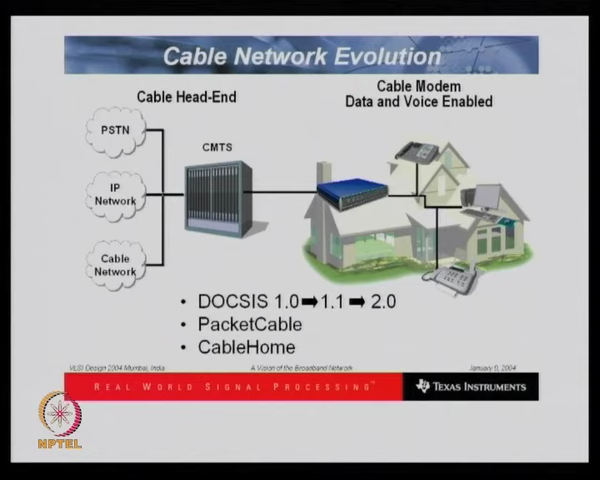 Cable Network Evolution
Cable Head-End
Cable Modem
Data and Voice Enabled
PSTN
CMTS
IP
Network
Cable
Network
• DOCSIS 1.0 ➡ 1.1 ➡ 2.0
• PacketCable
• CableHome
VLSI Design 2004 Mumbai, India
A Vision of the Broadband Network
January 5, 2004
REAL WORLD SIGNAL PROCESSING™
TEXAS INSTRUMENTS
NPTEL